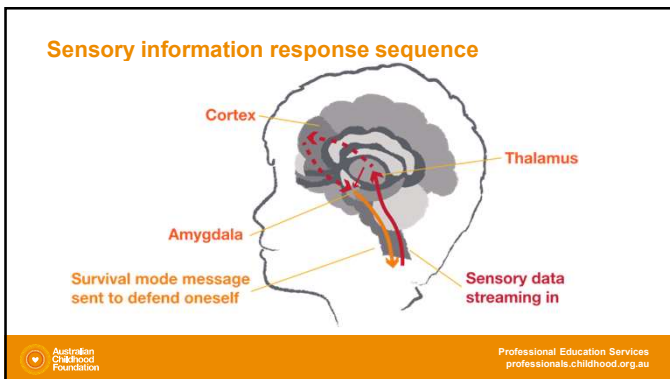 Sensory information response sequence
Cortex
Thalamus
Amygdala
Survival mode message
sent to defend oneself
Sensory data
streaming in
Australian
Childhood
Foundation
Professional Education Services
professionals.childhood.org.au